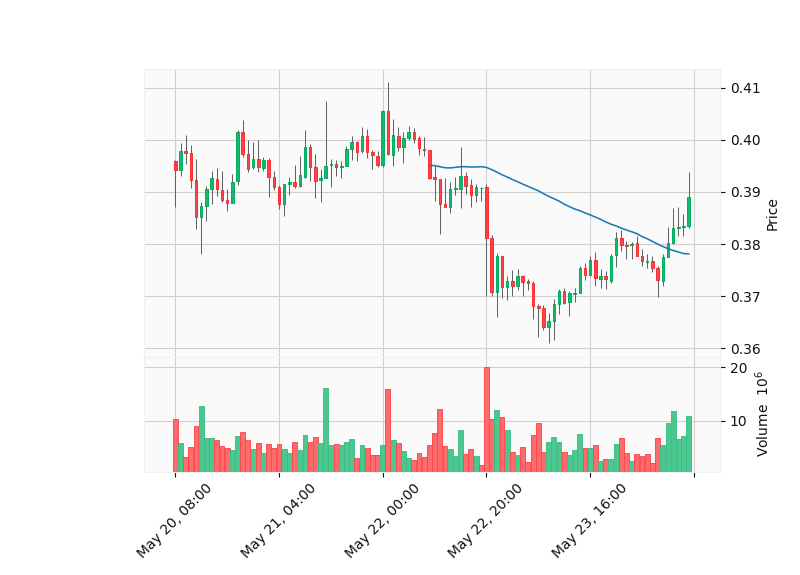 0.41
0.40
0.39
0.38
0.37
0.36
Price
20
10
Volume 10^6
May 20, 08:00
May 21, 04:00
May 22, 00:00
May 22, 20:00
May 23, 16:00